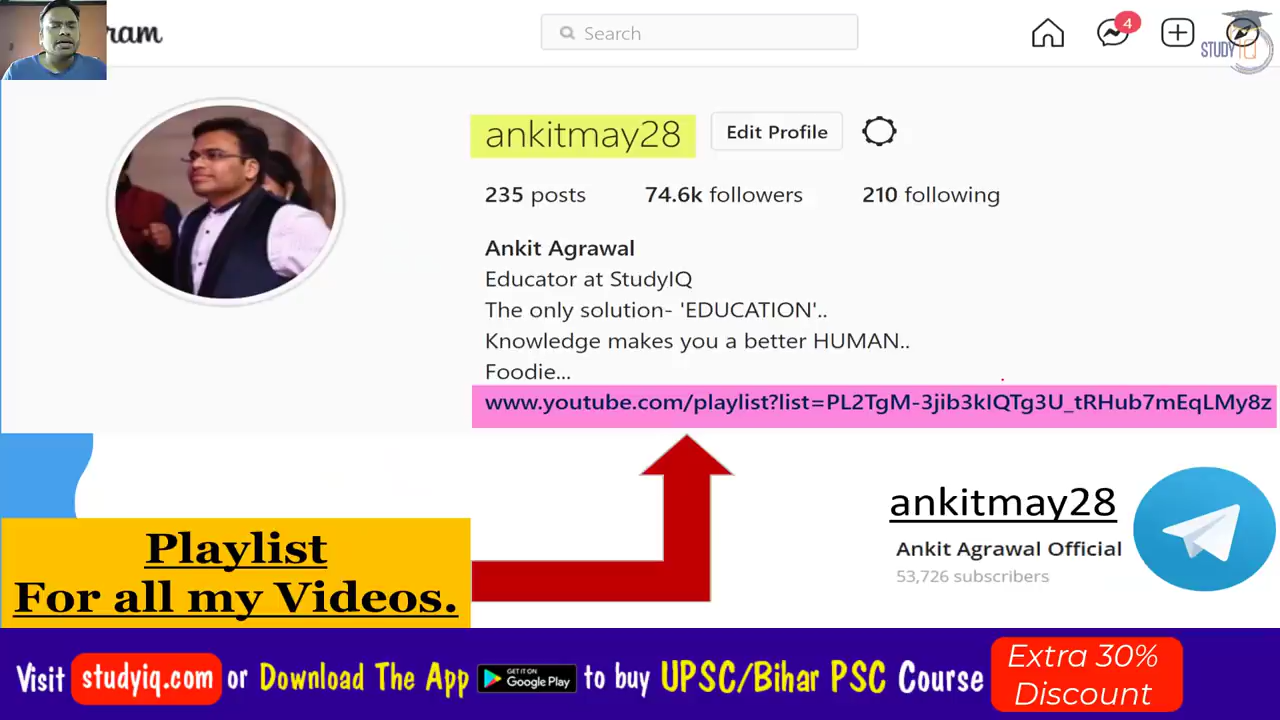 ram
Search
4
STUDY IQ
ankitmay28
Edit Profile
235 posts 74.6k followers 210 following
Ankit Agrawal
Educator at StudyIQ
The only solution- 'EDUCATION'..
Knowledge makes you a better HUMAN..
Foodie...
www.youtube.com/playlist?list=PL2TgM-3jib3kIQTg3U_tRHub7mEqLMy8z
ankitmay28
Ankit Agrawal Official
53,726 subscribers
Playlist
For all my Videos.
Visit studyiq.com or Download The App GET IT ON Google Play to buy UPSC/Bihar PSC Course
Extra 30%
Discount